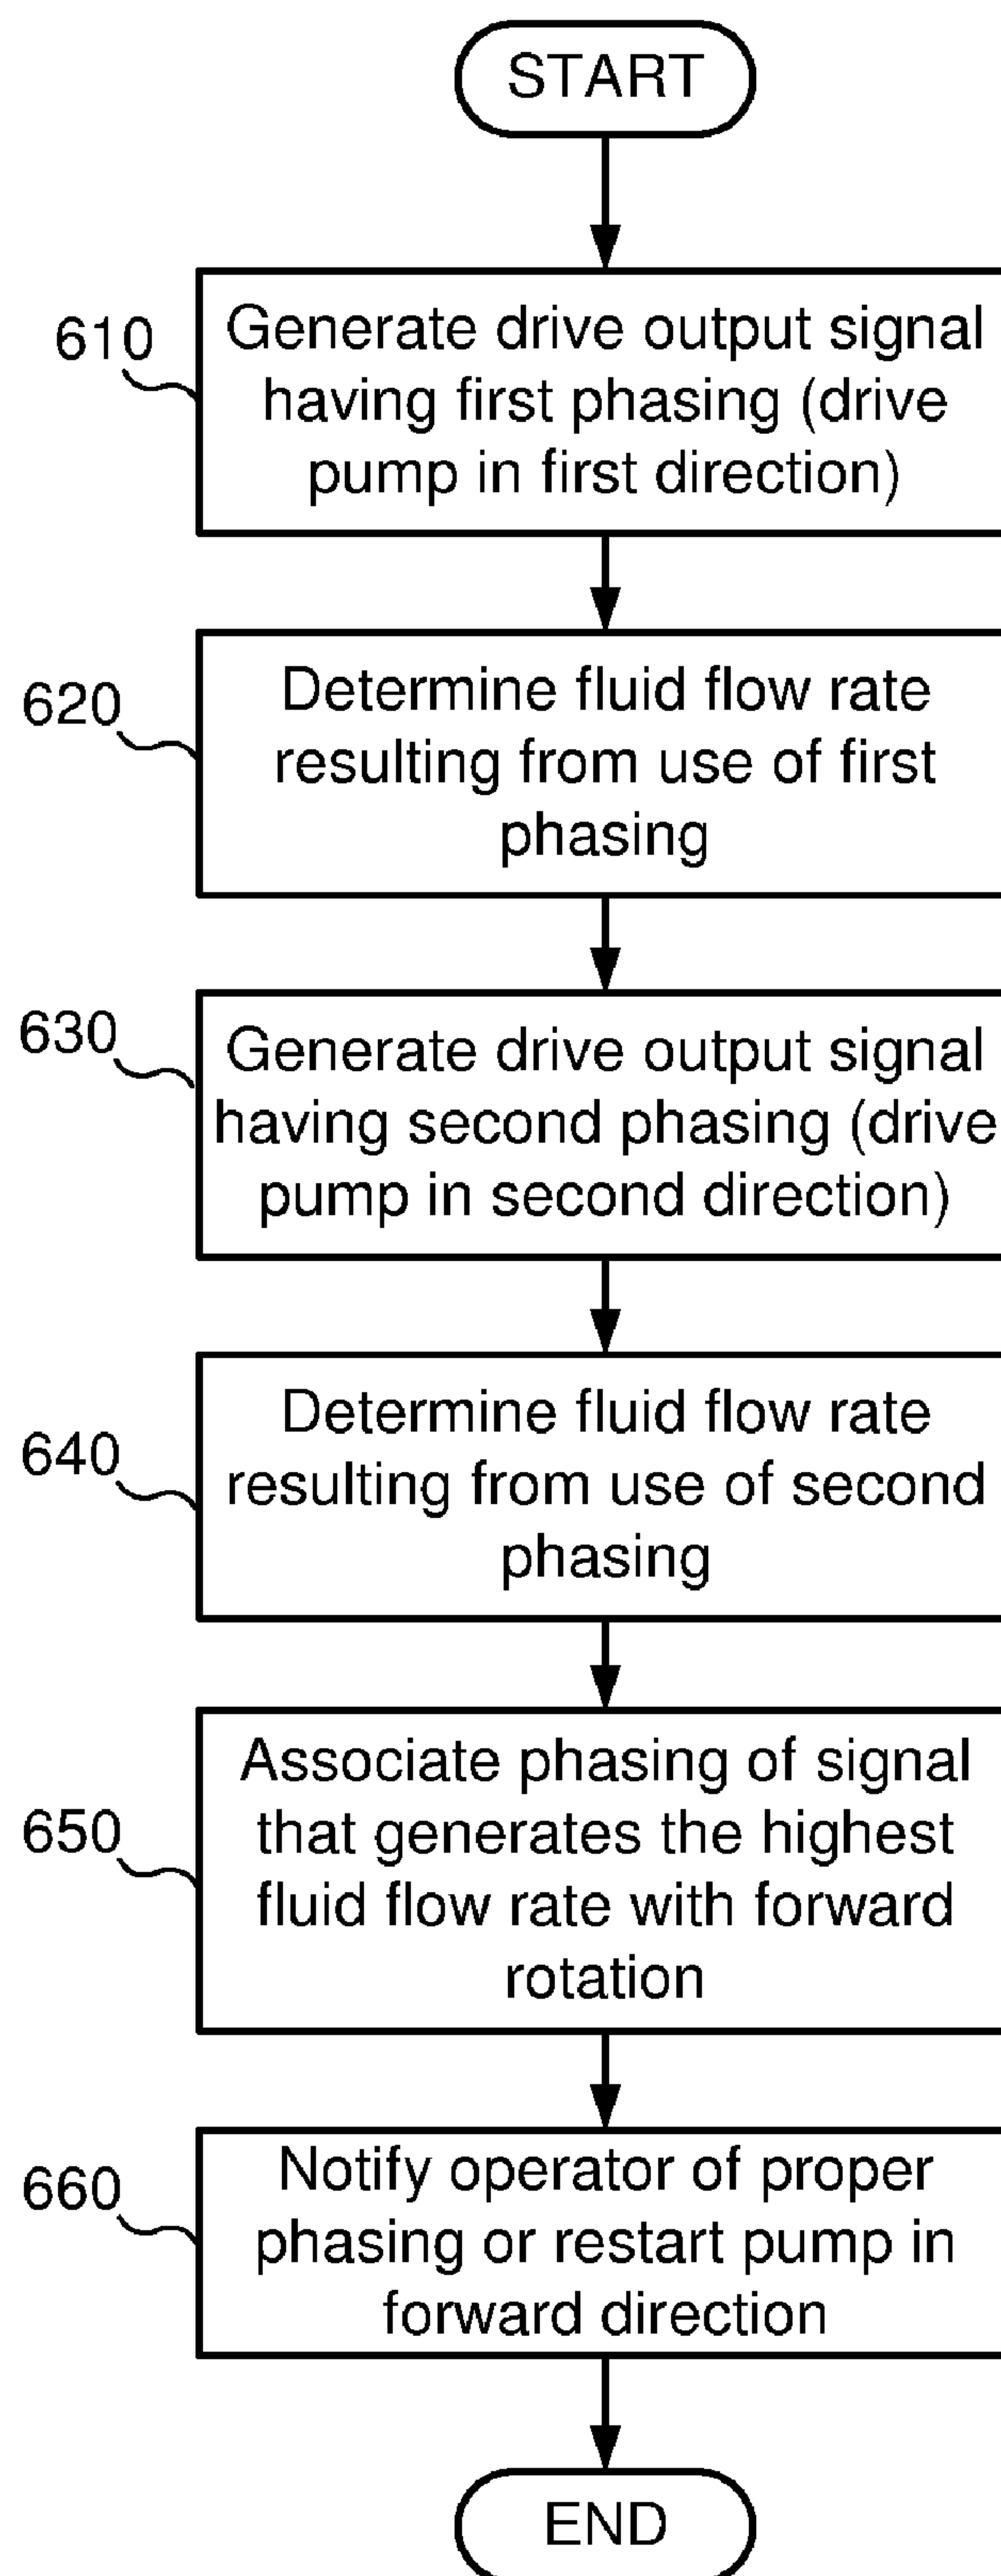 START
610
Generate drive output signal
having first phasing (drive
pump in first direction)
620
Determine fluid flow rate
resulting from use of first
phasing
630
Generate drive output signal
having second phasing (drive
pump in second direction)
640
Determine fluid flow rate
resulting from use of second
phasing
650
Associate phasing of signal
that generates the highest
fluid flow rate with forward
rotation
660
Notify operator of proper
phasing or restart pump in
forward direction
END